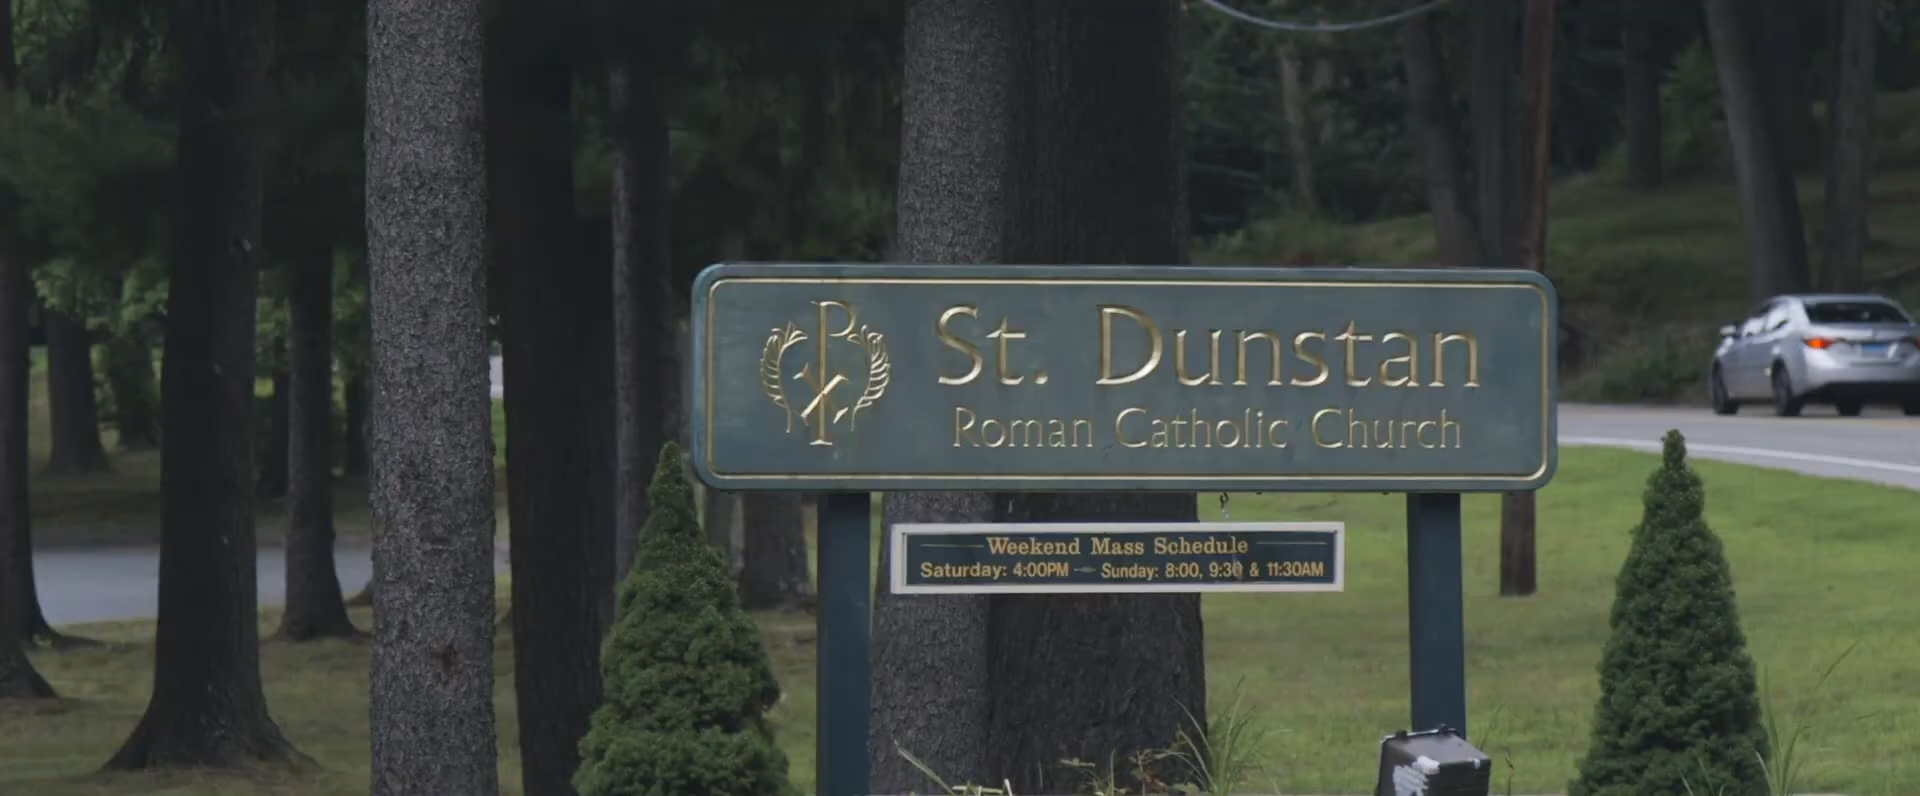 St. Dunstan
Roman Catholic Church
Weekend Mass Schedule
Saturday: 4:00PM — Sunday: 8:00, 9:30 & 11:30AM